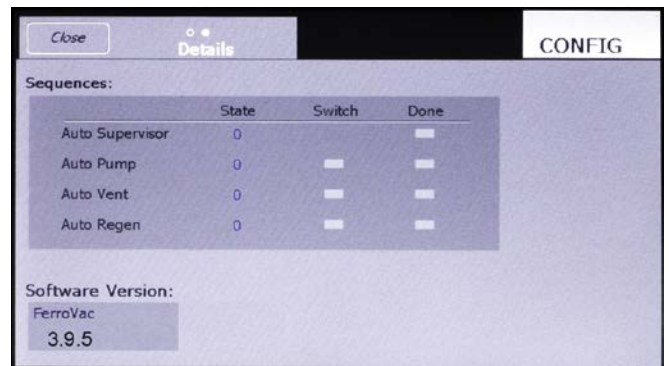 Close
Details
CONFIG
Sequences:
State Switch Done
Auto Supervisor 0
Auto Pump 0
Auto Vent 0
Auto Regen 0
Software Version:
FerroVac
3.9.5